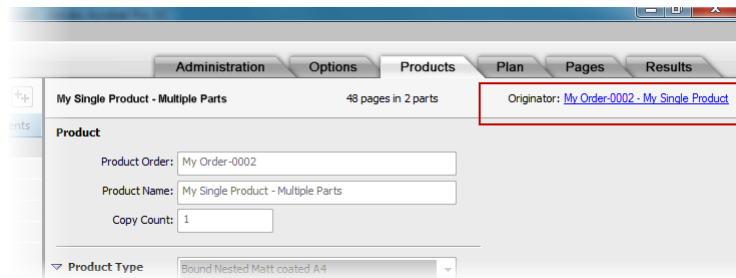 Administration Options Products Plan Pages Results
My Single Product - Multiple Parts 48 pages in 2 parts Originator: My Order-0002 - My Single Product
Product
Product Order: My Order-0002
Product Name: My Single Product - Multiple Parts
Copy Count: 1
Product Type Bound Nested Matt coated A4